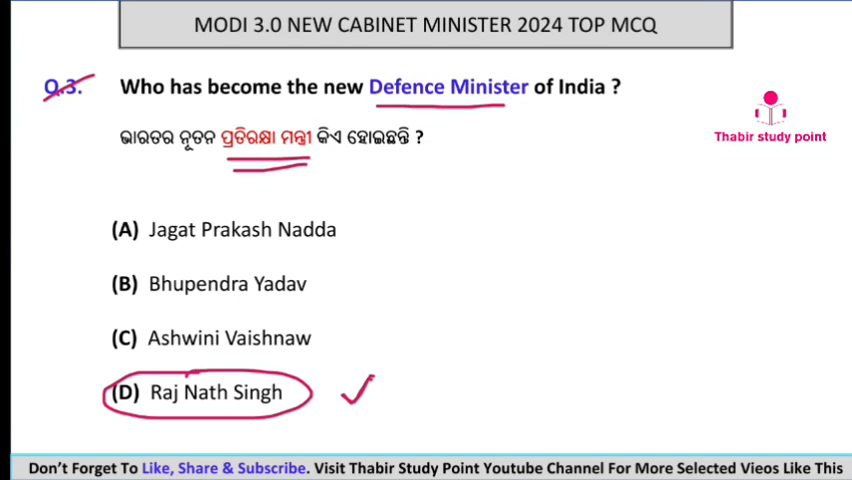 MODI 3.0 NEW CABINET MINISTER 2024 TOP MCQ
Q.3. Who has become the new Defence Minister of India ?
ଭାରତର ନୂତନ ପ୍ରତିରକ୍ଷା ମନ୍ତ୍ରୀ କିଏ ହୋଇଛନ୍ତି ?
Thabir study point
(A) Jagat Prakash Nadda
(B) Bhupendra Yadav
(C) Ashwini Vaishnaw
(D) Raj Nath Singh
Don't Forget To Like, Share & Subscribe. Visit Thabir Study Point Youtube Channel For More Selected Vieos Like This